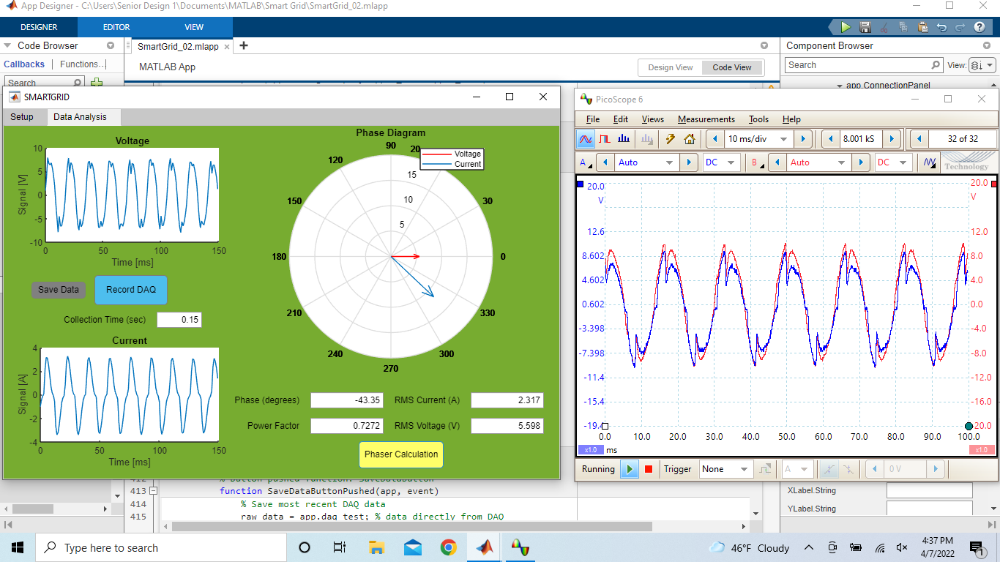 App Designer - C:\Users\Senior Design 1\Documents\MATLAB\Smart Grid\SmartGrid_02.mlapp
DESIGNER EDITOR VIEW
Code Browser
SmartGrid_02.mlapp
Component Browser
Callbacks Functions...
MATLAB App
Design View Code View
Search View:
Search
app.ConnectionPanel
SMARTGRID
Setup Data Analysis
Voltage
10
5
0
-5
-10
Signal [V]
0 50 100 150
Time [ms]
Save Data Record DAQ
Collection Time (sec) 0.15
Current
4
2
0
-2
-4
Signal [A]
0 50 100 150
Time [ms]
Phase Diagram
90 20
120
Voltage
Current
15
150 10 30
5
180 0
210 330
240 300
270
Phase (degrees) -43.35 RMS Current (A) 2.317
Power Factor 0.7272 RMS Voltage (V) 5.598
Phaser Calculation
PicoScope 6
File Edit Views Measurements Tools Help
10 ms/div 8.001 kS 32 of 32
A Auto DC B Auto DC
Technology
20.0 20.0
V V
12.6 12.0
8.602 8.0
4.602 4.0
0.602 0.0
-3.398 -4.0
-7.398 -8.0
-11.4 -12.0
-15.4 -16.0
-19.4 -20.0
0.0 10.0 20.0 30.0 40.0 50.0 60.0 70.0 80.0 90.0 100.0
x1.0 ms x1.0
Running Trigger None A 0 V
413 function SaveDataButtonPushed(app, event)
414 % Save most recent DAQ data
415 raw_data = app.daq_test; % data directly from DAQ
XLabel.String
YLabel.String
Type here to search
46°F Cloudy
4:37 PM
4/7/2022
1